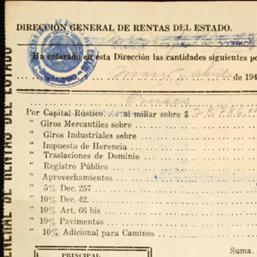 DIRECCIÓN GENERAL DE RENTAS DEL ESTADO.
Ha enterado en esta Dirección las cantidades siguientes po
de 194
Por Capital Rústico. al millar sobre $
" Giros Mercantiles sobre
" Giros Industriales sobre
" Impuesto de Herencia
" Traslaciones de Dominio
" Registro Público
" Aprovechamientos
" 5% Dec. 257
" 10% Dec. 42.
" 10% Art. 66 bis
" 10% Pavimentos
" 10% Adicional para Caminos
PRINCIPAL
Suma.
GENERAL DE RENTAS DEL ESTADO